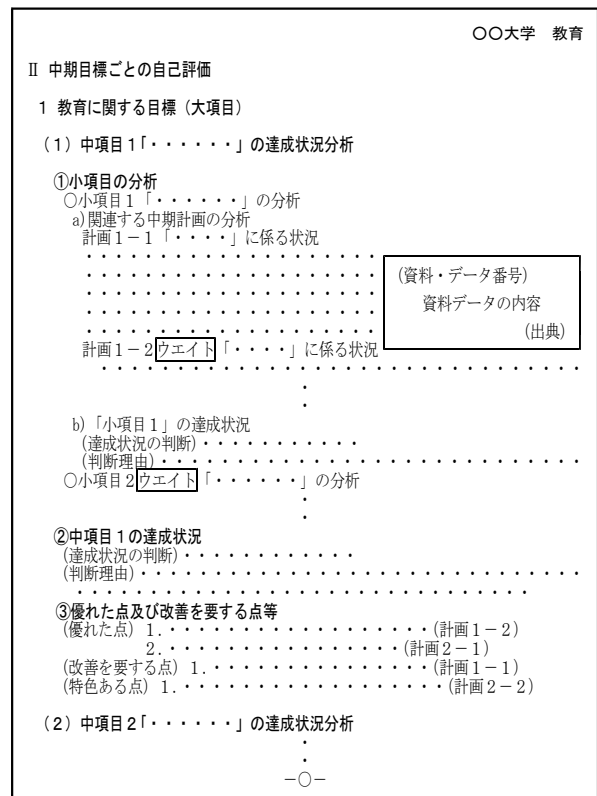 〇〇大学 教育
Ⅱ 中期目標ごとの自己評価
1 教育に関する目標（大項目）
（1）中項目1「・・・・・・」の達成状況分析
①小項目の分析
〇小項目1「・・・・・・」の分析
a)関連する中期計画の分析
計画1－1「・・・・」に係る状況
・・・・・・・・・・・・・・・・・・・・
・・・・・・・・・・・・・・・・・・・・
(資料・データ番号)
・・・・・・・・・・・・・・・・・・・・
資料データの内容
・・・・・・・・・・・・・・・・・・・・
(出典)
・・・・・・・・・・・・・・・・・・・・
計画1－2ウエイト「・・・・」に係る状況
・・・・・・・・・・・・・・・・・・・・・・・・・・・・・・・
・
・
b)「小項目1」の達成状況
(達成状況の判断)・・・・・・・・・・・
(判断理由)・・・・・・・・・・・・・・・・・・・・・・・・・・・・
〇小項目2ウエイト「・・・・・・」の分析
・
・
②中項目1の達成状況
(達成状況の判断)・・・・・・・・・・・・
(判断理由)・・・・・・・・・・・・・・・・・・・・・・・・・・・・・
・・・・・・・・・・・・・・・・・・・・・・・・・・・・
③優れた点及び改善を要する点等
(優れた点) 1.・・・・・・・・・・・・・・・・・・(計画1－2)
2.・・・・・・・・・・・・・・・・(計画2－1)
(改善を要する点) 1.・・・・・・・・・・・・・・・(計画1－1)
(特色ある点) 1.・・・・・・・・・・・・・・・・・・(計画2－2)
（2）中項目2「・・・・・・」の達成状況分析
・
・
－〇－